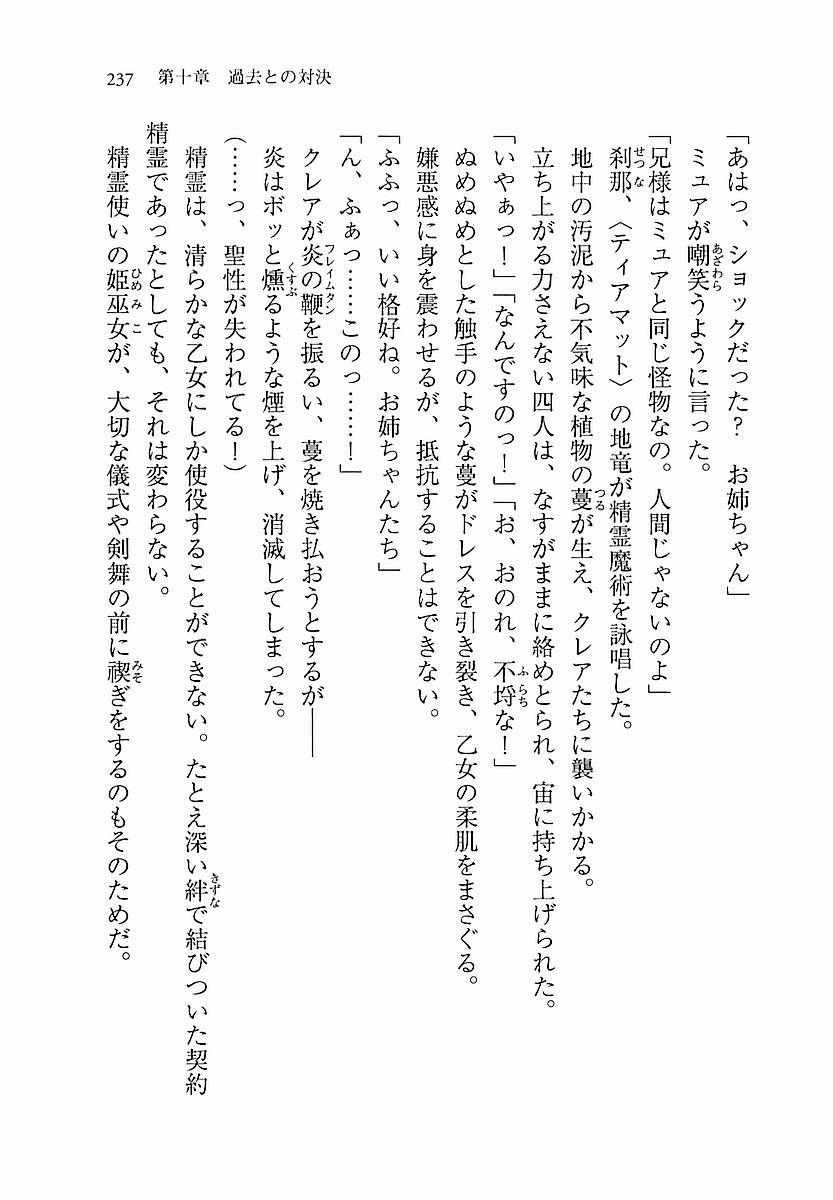 237 第十章 過去との対決
「あはっ、ショックだった? お姉ちゃん」
ミュアが嘲笑うように言った。
「兄様はミュアと同じ怪物なの。人間じゃないのよ」
刹那、〈ティアマット〉の地竜が精霊魔術を詠唱した。
地中の汚泥から不気味な植物の蔓が生え、クレアたちに襲いかかる。
立ち上がる力さえない四人は、なすがままに絡めとられ、宙に持ち上げられた。
「いやぁっ!」「なんですのっ!」「お、おのれ、不埒な!」
ぬめぬめとした触手のような蔓がドレスを引き裂き、乙女の柔肌をまさぐる。
嫌悪感に身を震わせるが、抵抗することはできない。
「ふふっ、いい格好ね。お姉ちゃんたち」
「ん、ふぁっ……このっ……!」
クレアが炎の鞭を振るい、蔓を焼き払おうとするが――
炎はボッと燻るような煙を上げ、消滅してしまった。
(……っ、聖性が失われてる!)
精霊は、清らかな乙女にしか使役することができない。たとえ深い絆で結びついた契約
精霊であったとしても、それは変わらない。
精霊使いの姫巫女が、大切な儀式や剣舞の前に禊ぎをするのもそのためだ。